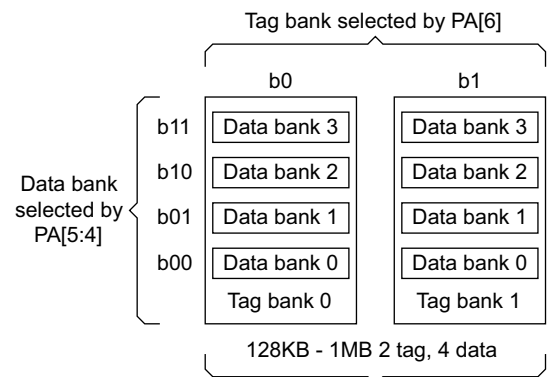 Tag bank selected by PA[6]
b0 b1
b11 Data bank 3 Data bank 3
b10 Data bank 2 Data bank 2
Data bank
selected by
PA[5:4]
b01 Data bank 1 Data bank 1
b00 Data bank 0 Data bank 0
Tag bank 0 Tag bank 1
128KB - 1MB 2 tag, 4 data